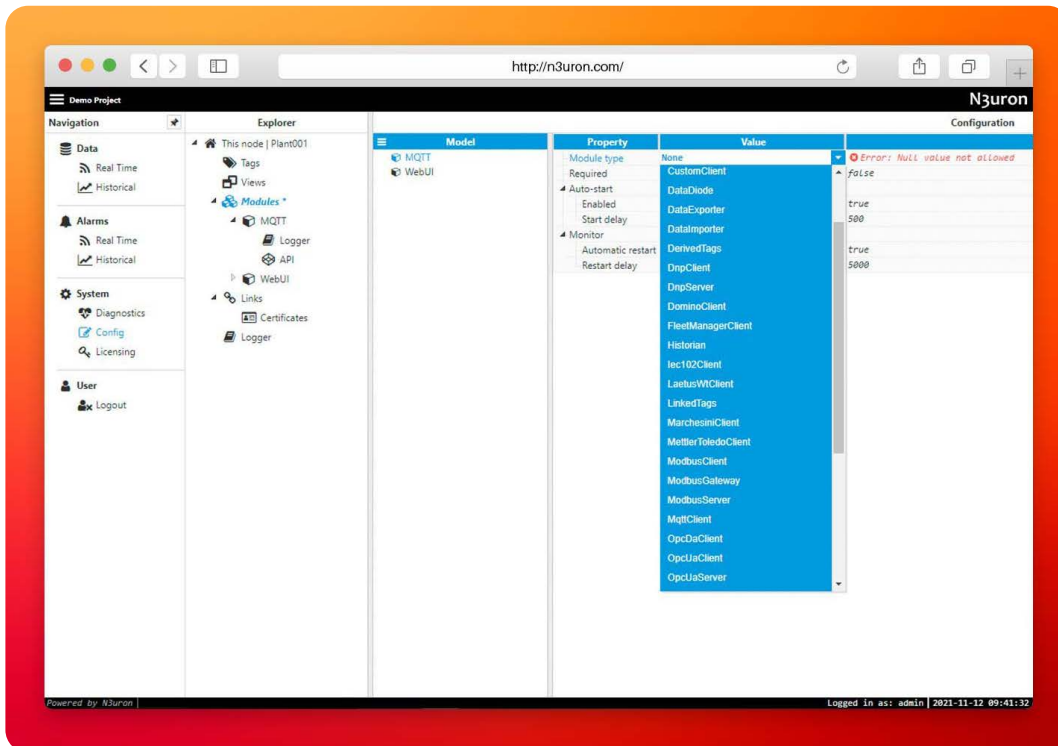 http://n3uron.com/
Demo Project
N3uron
Navigation
Data
Real Time
Historical
Alarms
Real Time
Historical
System
Diagnostics
Config
Licensing
User
Logout
Explorer
This node | Plant001
Tags
Views
Modules *
MQTT
Logger
API
WebUI
Links
Certificates
Logger
Configuration
Model
MQTT
WebUI
Property Value
Module type None Error: Null value not allowed
Required false
Auto-start
Enabled true
Start delay 500
Monitor
Automatic restart true
Restart delay 5000
CustomClient
DataDiode
DataExporter
DataImporter
DerivedTags
DnpClient
DnpServer
DominoClient
FleetManagerClient
Historian
Iec102Client
LaetusWtClient
LinkedTags
MarchesiniClient
MettlerToledoClient
ModbusClient
ModbusGateway
ModbusServer
MqttClient
OpcDaClient
OpcUaClient
OpcUaServer
Powered by N3uron
Logged in as: admin | 2021-11-12 09:41:32